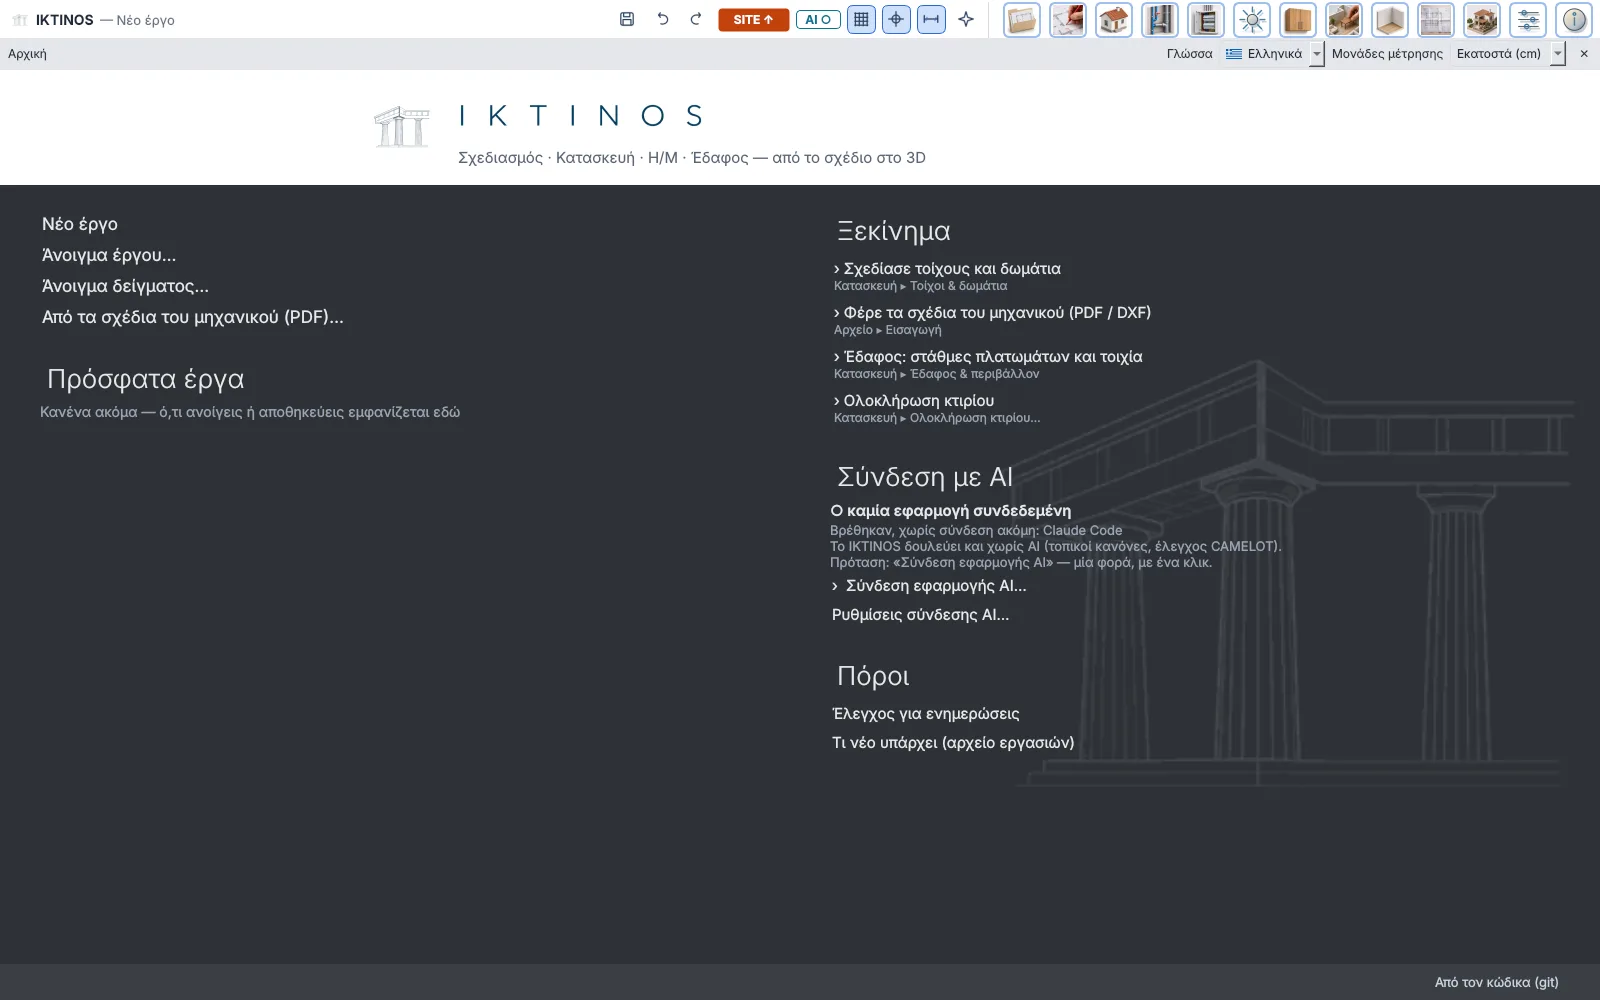 IKTINOS — Νέο έργο
SITE ↑
AI O
Αρχική
Γλώσσα
Ελληνικά
Μονάδες μέτρησης
Εκατοστά (cm)
×
IKTINOS
Σχεδιασμός · Κατασκευή · Η/Μ · Έδαφος — από το σχέδιο στο 3D
Νέο έργο
Άνοιγμα έργου...
Άνοιγμα δείγματος...
Από τα σχέδια του μηχανικού (PDF)...
Πρόσφατα έργα
Κανένα ακόμα — ό,τι ανοίγεις ή αποθηκεύεις εμφανίζεται εδώ
Ξεκίνημα
› Σχεδίασε τοίχους και δωμάτια
Κατασκευή ▸ Τοίχοι & δωμάτια
› Φέρε τα σχέδια του μηχανικού (PDF / DXF)
Αρχείο ▸ Εισαγωγή
› Έδαφος: στάθμες πλατωμάτων και τοιχία
Κατασκευή ▸ Έδαφος & περιβάλλον
› Ολοκλήρωση κτιρίου
Κατασκευή ▸ Ολοκλήρωση κτιρίου...
Σύνδεση με AI
Ο καμία εφαρμογή συνδεδεμένη
Βρέθηκαν, χωρίς σύνδεση ακόμη: Claude Code
Το IKTINOS δουλεύει και χωρίς AI (τοπικοί κανόνες, έλεγχος CAMELOT).
Πρόταση: «Σύνδεση εφαρμογής AI» — μία φορά, με ένα κλικ.
› Σύνδεση εφαρμογής AI...
Ρυθμίσεις σύνδεσης AI...
Πόροι
Έλεγχος για ενημερώσεις
Τι νέο υπάρχει (αρχείο εργασιών)
Από τον κώδικα (git)